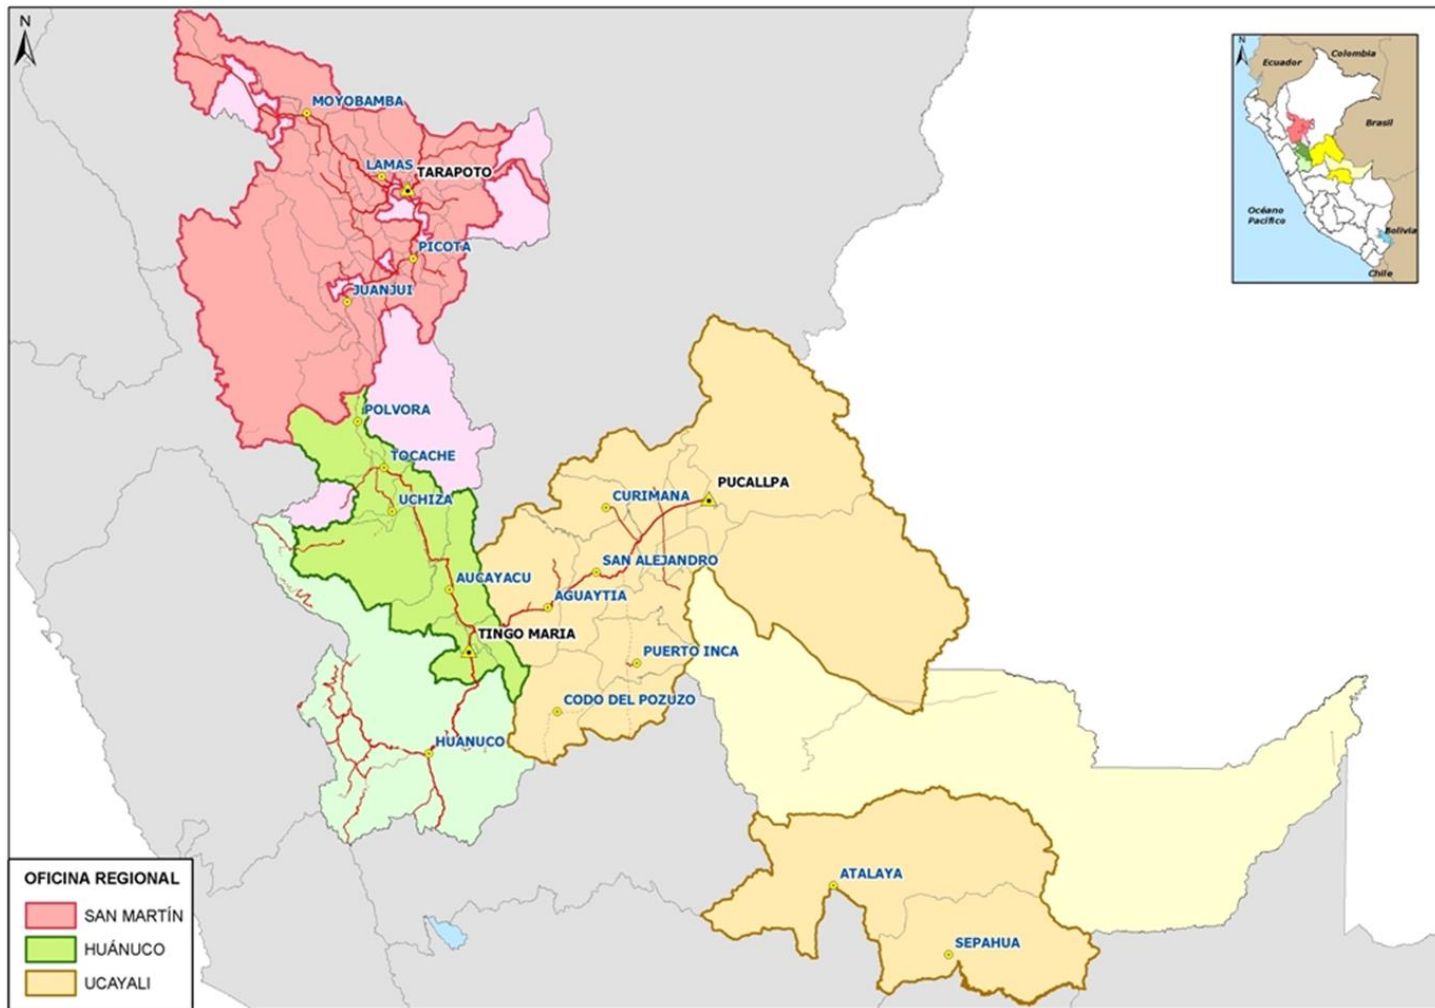 N
MOYOBAMBA
LAMAS
TARAPOTO
PICOTA
JUANJUI
POLVORA
TOCACHE
UCHIZA
AUCAYACU
TINGO MARIA
HUANUCO
CURIMANA
PUCALLPA
SAN ALEJANDRO
AGUAYTIA
PUERTO INCA
CODO DEL POZUZO
ATALAYA
SEPAHUA
N
Colombia
Ecuador
Brasil
Océano
Pacífico
Bolivia
Chile
OFICINA REGIONAL
SAN MARTÍN
HUÁNUCO
UCAYALI